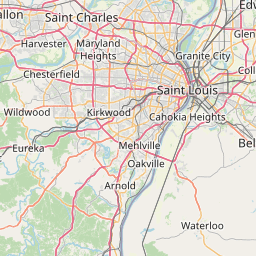 allon
Saint Charles
Edw
Harvester
Maryland
Heights
Granite City
Glen
Chesterfield
Saint Louis
Wildwood
Kirkwood
Cahokia Heights
Eureka
Mehlville
Bel
Oakville
Arnold
Waterloo